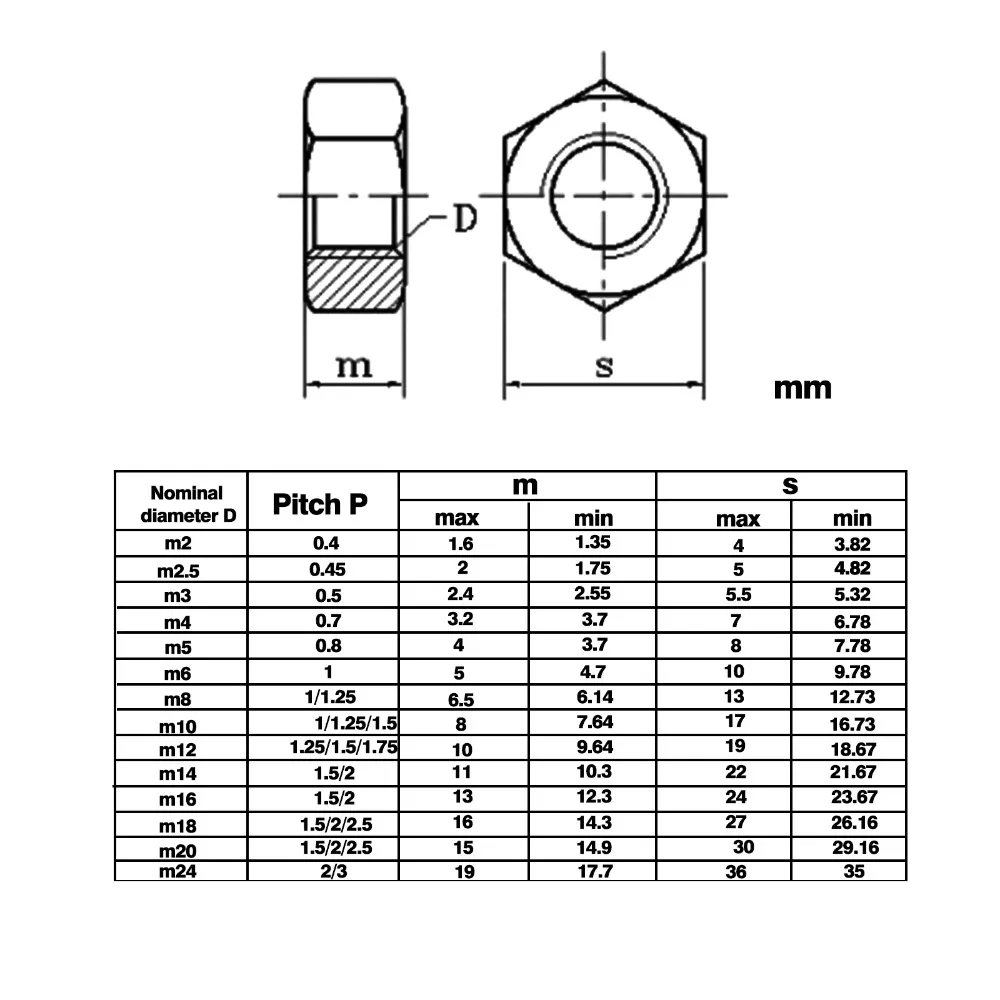 D
m
s
mm
Nominal diameter D Pitch P m s
max min max min
m2 0.4 1.6 1.35 4 3.82
m2.5 0.45 2 1.75 5 4.82
m3 0.5 2.4 2.55 5.5 5.32
m4 0.7 3.2 3.7 7 6.78
m5 0.8 4 3.7 8 7.78
m6 1 5 4.7 10 9.78
m8 1/1.25 6.5 6.14 13 12.73
m10 1/1.25/1.5 8 7.64 17 16.73
m12 1.25/1.5/1.75 10 9.64 19 18.67
m14 1.5/2 11 10.3 22 21.67
m16 1.5/2 13 12.3 24 23.67
m18 1.5/2/2.5 16 14.3 27 26.16
m20 1.5/2/2.5 15 14.9 30 29.16
m24 2/3 19 17.7 36 35